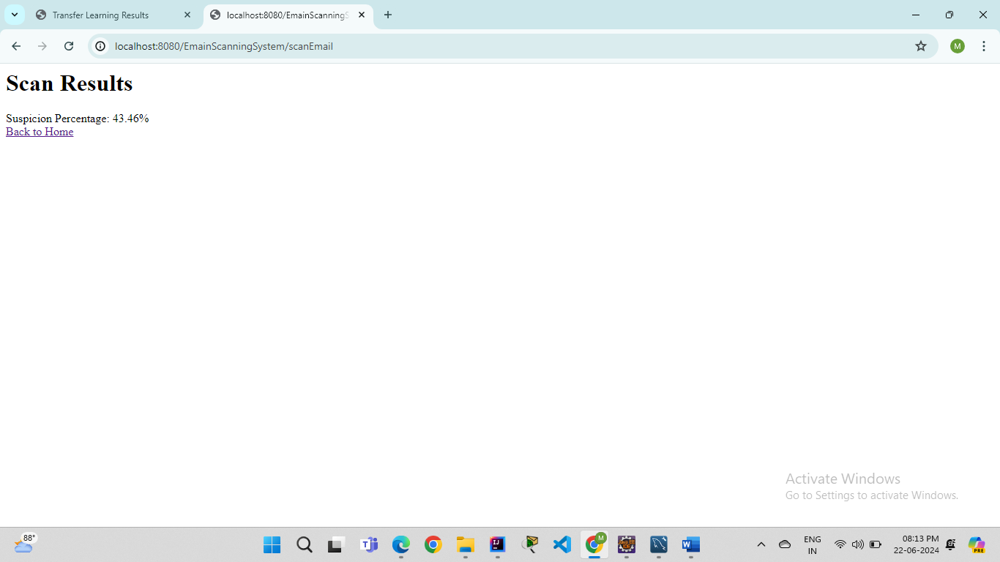 Transfer Learning Results
localhost:8080/EmainScanningS
M
localhost:8080/EmainScanningSystem/scanEmail
Scan Results
Suspicion Percentage: 43.46%
Back to Home
Activate Windows
Go to Settings to activate Windows.
88°
M
ENG
IN
08:13 PM
22-06-2024
PRE